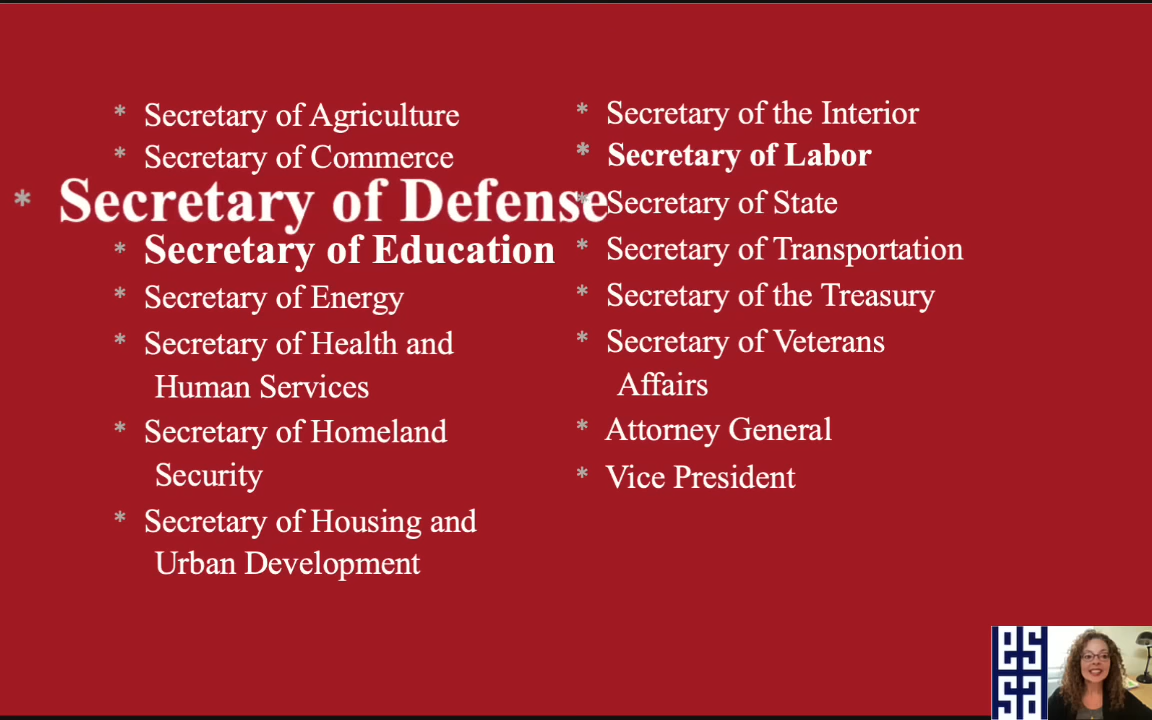 * Secretary of Agriculture
* Secretary of Commerce
* Secretary of Defense
* Secretary of Education
* Secretary of Energy
* Secretary of Health and
Human Services
* Secretary of Homeland
Security
* Secretary of Housing and
Urban Development
* Secretary of the Interior
* Secretary of Labor
* Secretary of State
* Secretary of Transportation
* Secretary of the Treasury
* Secretary of Veterans
Affairs
* Attorney General
* Vice President
es
sa